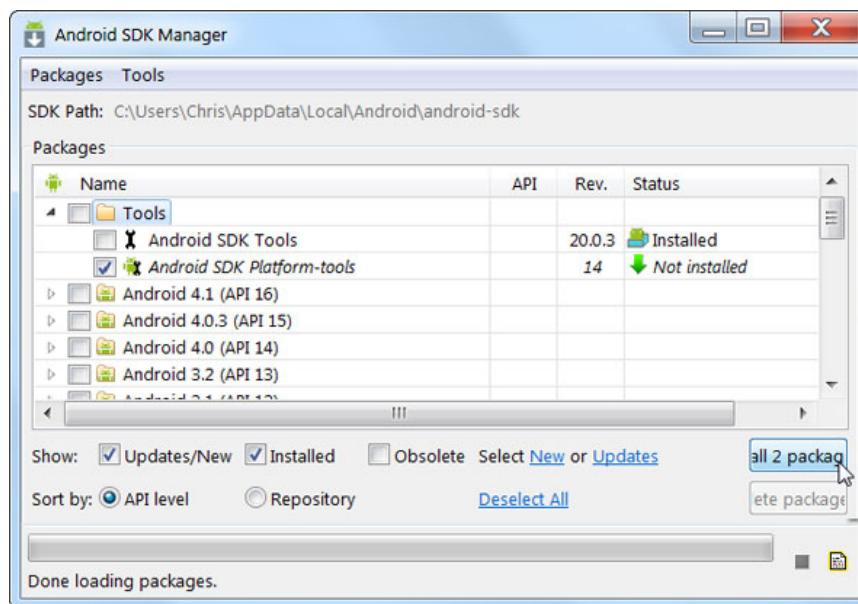 Android SDK Manager
Packages Tools
SDK Path: C:\Users\Chris\AppData\Local\Android\android-sdk
Packages
Name API Rev. Status
Tools
Android SDK Tools 20.0.3 Installed
Android SDK Platform-tools 14 Not installed
Android 4.1 (API 16)
Android 4.0.3 (API 15)
Android 4.0 (API 14)
Android 3.2 (API 13)
Show: Updates/New Installed Obsolete Select New or Updates all 2 packag
Sort by: API level Repository Deselect All ete package
Done loading packages.